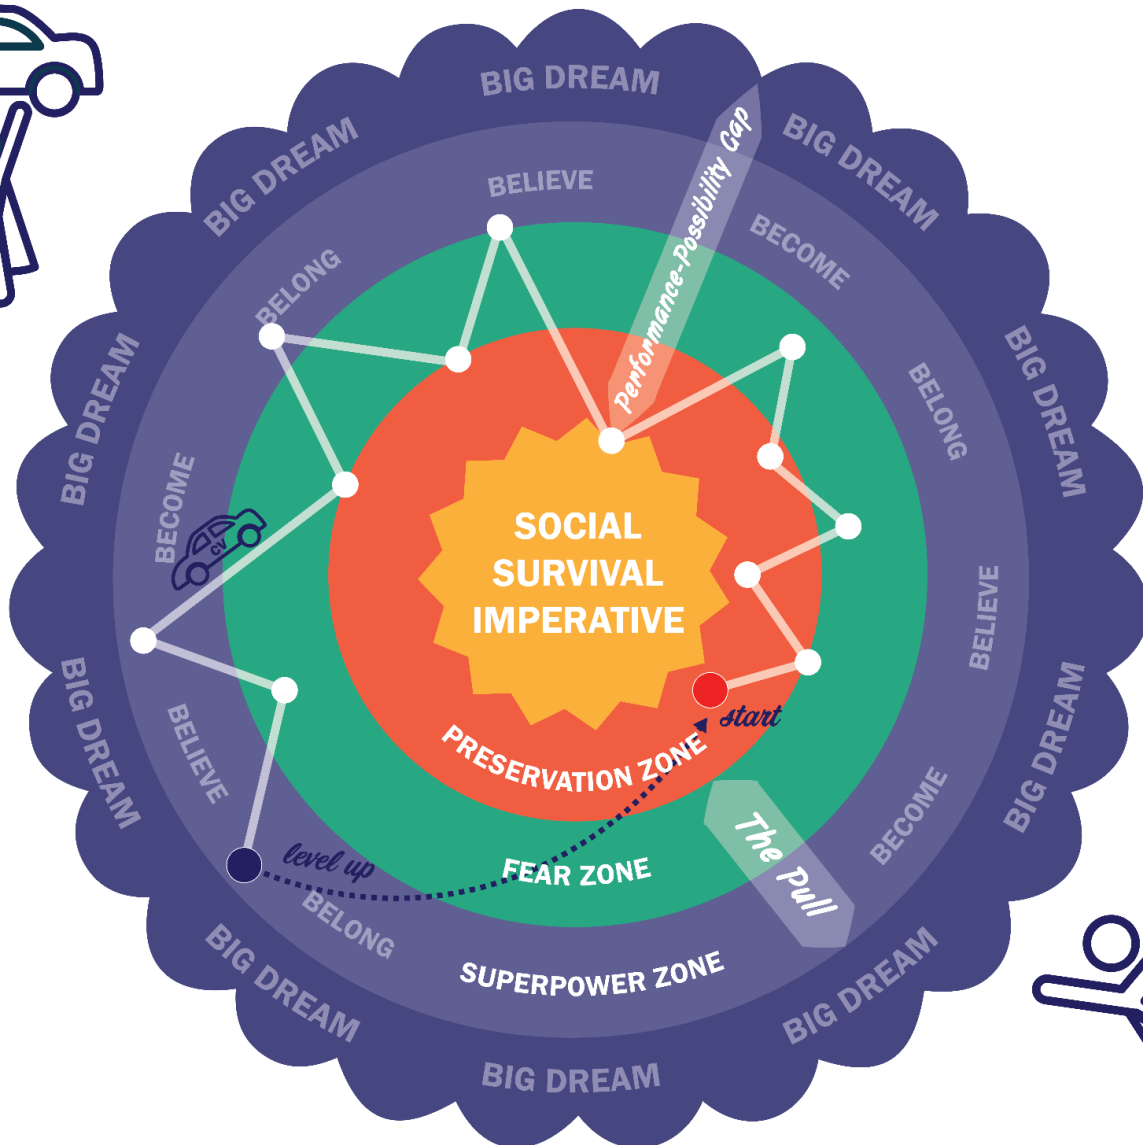 BIG DREAM
BIG DREAM
BIG DREAM
BELIEVE
Performance-Possibility Gap
BECOME
BELONG
BIG DREAM
BIG DREAM
BELONG
BECOME
CV
SOCIAL
SURVIVAL
IMPERATIVE
BELIEVE
BIG DREAM
BIG DREAM
BELIEVE
start
PRESERVATION ZONE
BECOME
The Pull
level up
FEAR ZONE
BELONG
SUPERPOWER ZONE
BIG DREAM
BIG DREAM
BIG DREAM